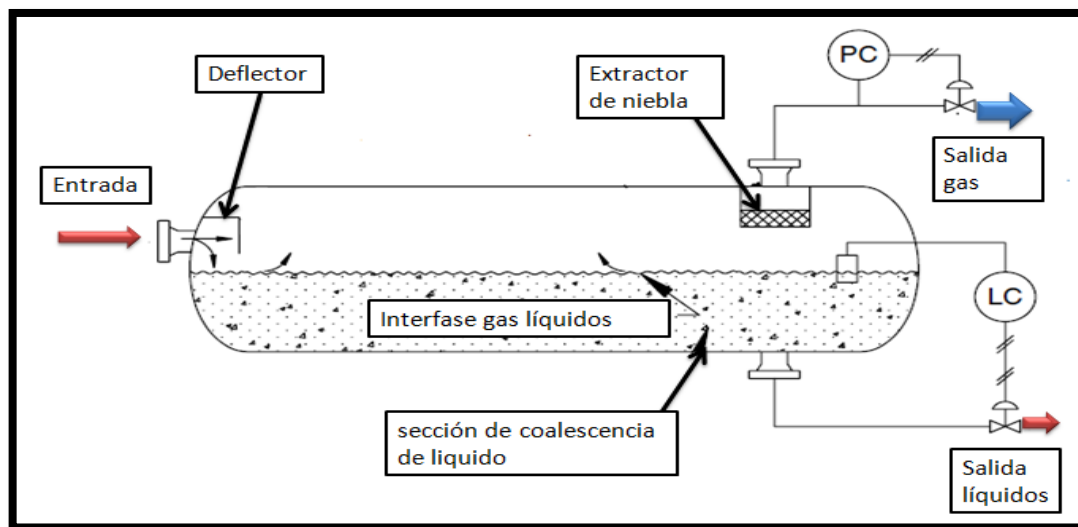 Deflector
Extractor
de niebla
PC
Salida
gas
Entrada
LC
Interfase gas líquidos
sección de coalescencia
de liquido
Salida
líquidos